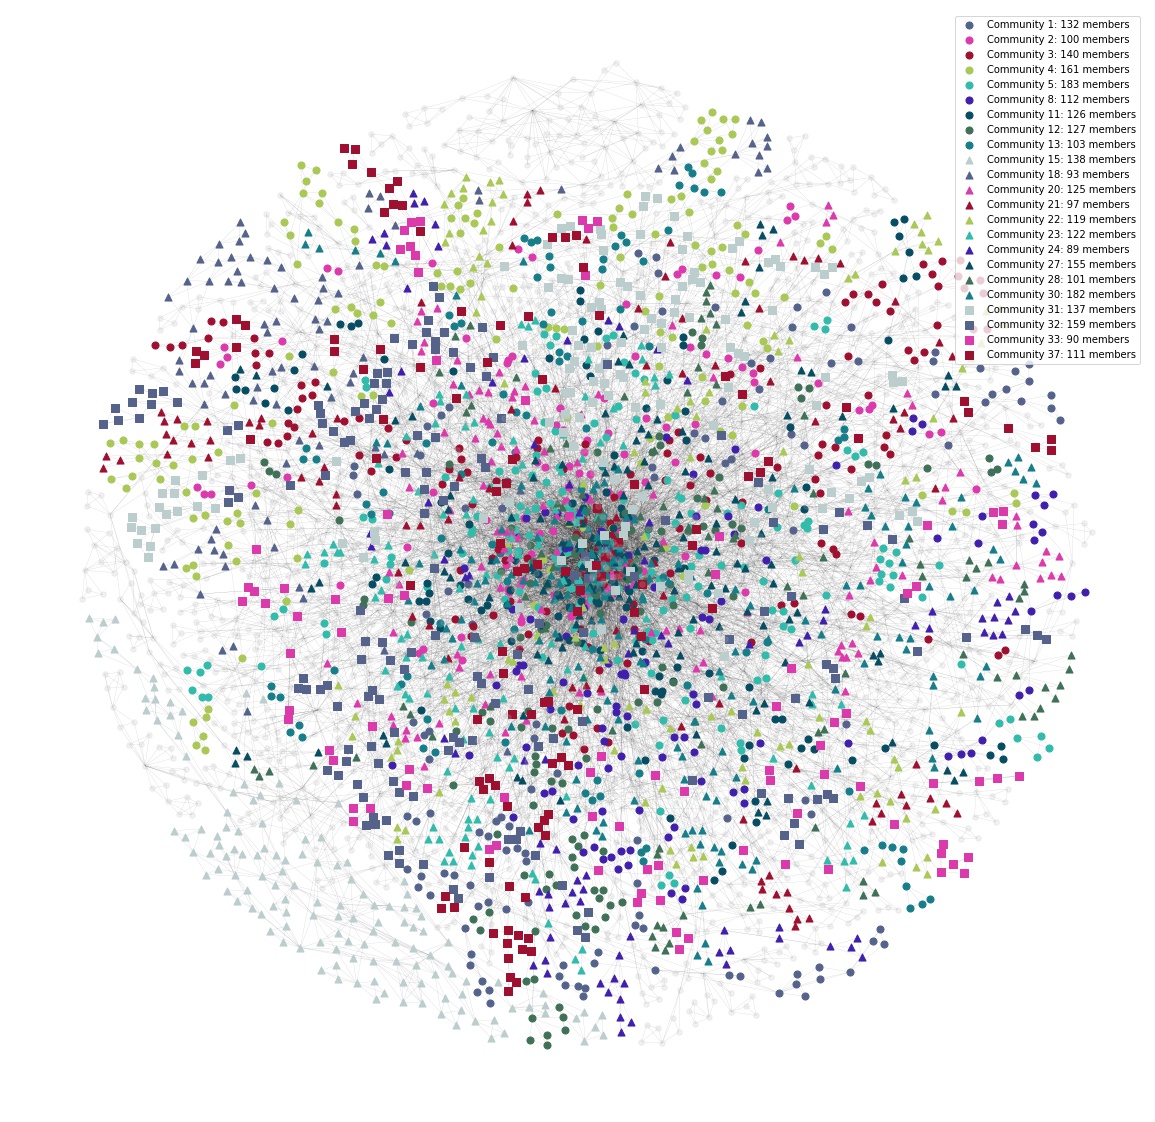 Community 1: 132 members
Community 2: 100 members
Community 3: 140 members
Community 4: 161 members
Community 5: 183 members
Community 8: 112 members
Community 11: 126 members
Community 12: 127 members
Community 13: 103 members
Community 15: 138 members
Community 18: 93 members
Community 20: 125 members
Community 21: 97 members
Community 22: 119 members
Community 23: 122 members
Community 24: 89 members
Community 27: 155 members
Community 28: 101 members
Community 30: 182 members
Community 31: 137 members
Community 32: 159 members
Community 33: 90 members
Community 37: 111 members